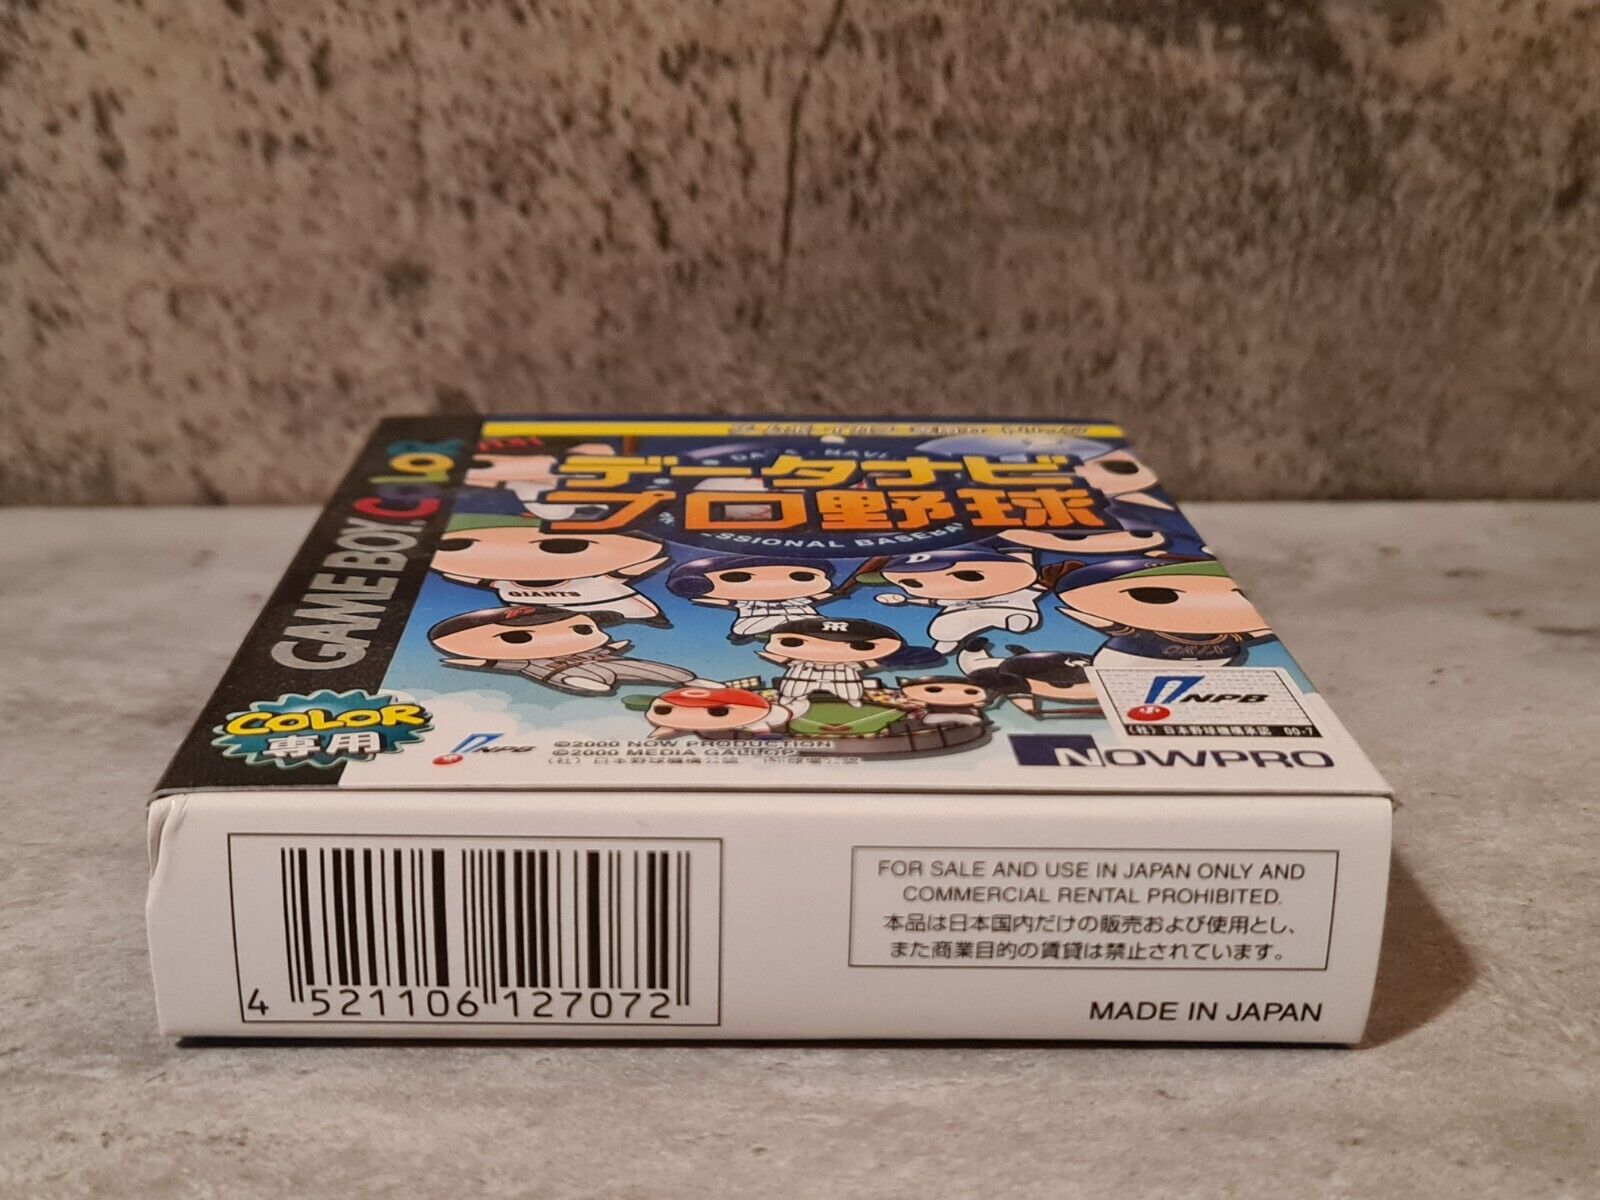 GAME BOY COLOR
データナビ
プロ野球
GIANTS
NPB
NPB
©2000 NOW PRODUCTION
©2000 MEDIA GALLOP
NOWPRO
COLOR
専用
4 521106 127072
FOR SALE AND USE IN JAPAN ONLY AND
COMMERCIAL RENTAL PROHIBITED.
本品は日本国内だけの販売および使用とし、
また商業目的の賃貸は禁止されています。
MADE IN JAPAN